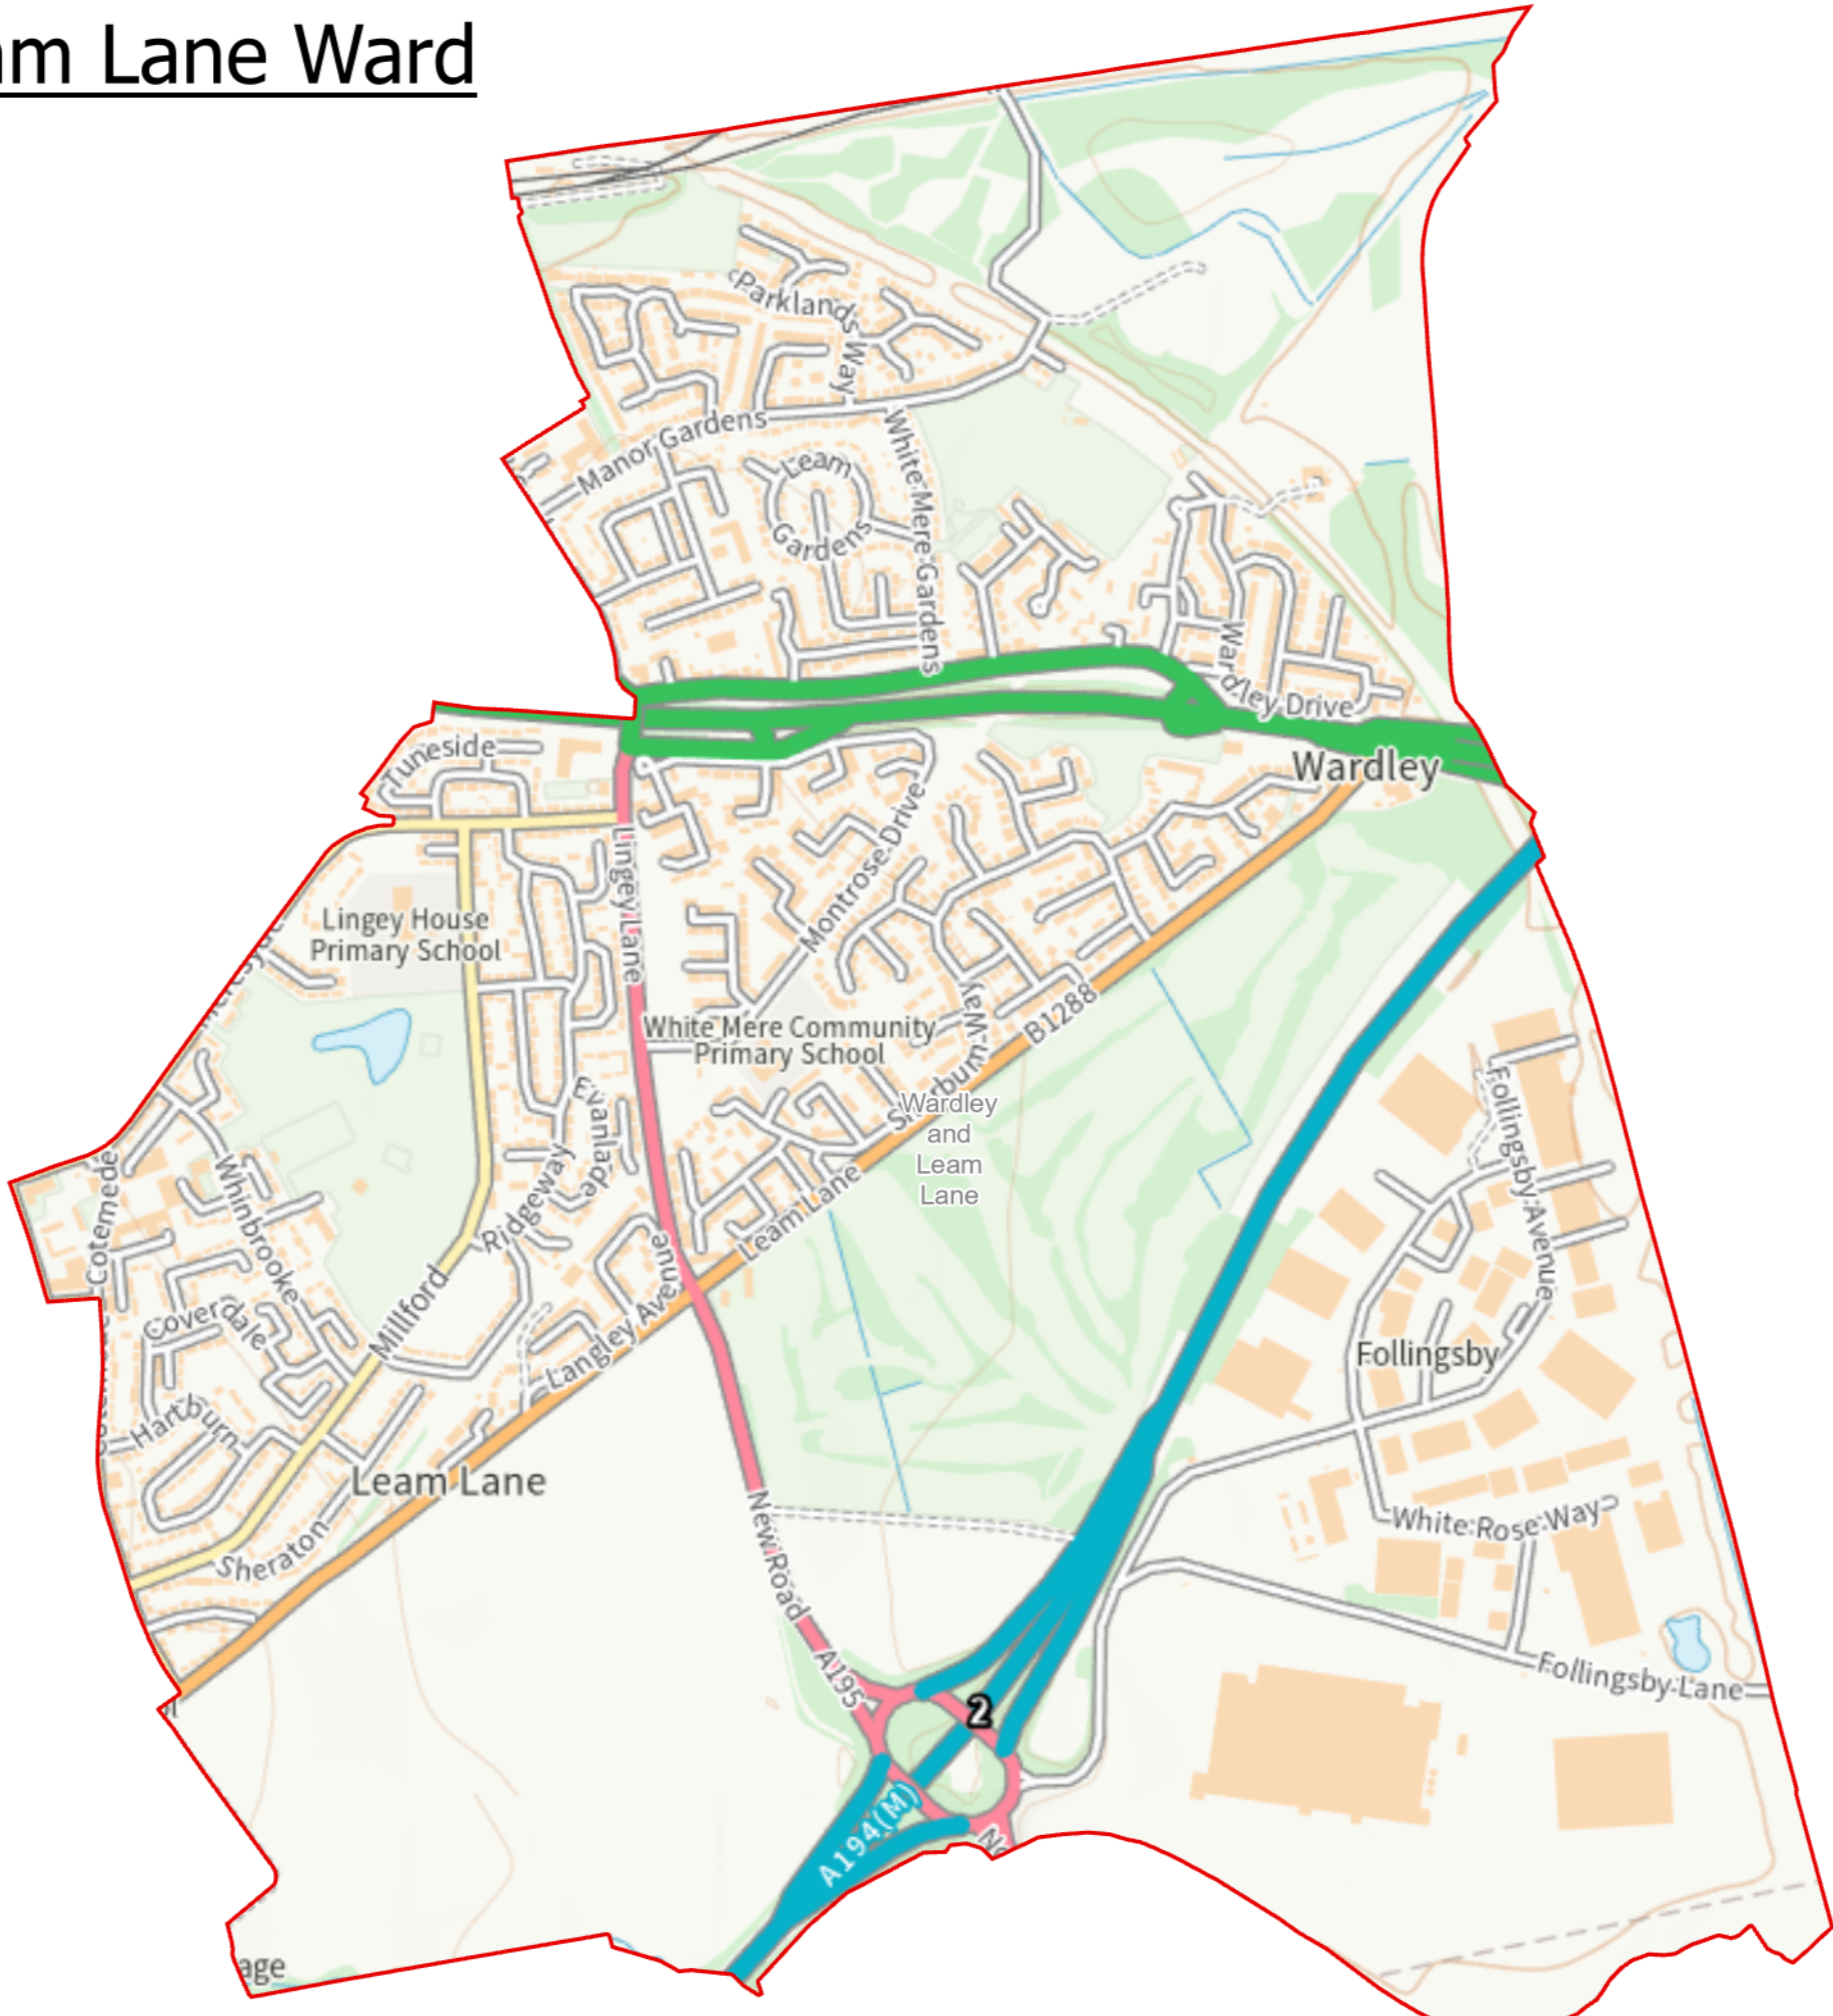 Lane Ward
Parklands Way
Manor Gardens
Leam
Gardens
White Mere Gardens
Wardley Drive
Wardley
Tuneside
Lingey Lane
Montrose Drive
Lingey House
Primary School
White Mere Community
Primary School
B1288
Way
Wardley
and
Leam
Lane
Follingsby Avenue
Evanlade
Whinbrooke
Cotemede
Ridgeway
Leam Lane
Millford
Langley Avenue
Coverdale
Follingsby
Hartburn
Leam Lane
White Rose Way
New Road
Sheraton
A195
Follingsby Lane
2
A194(M)